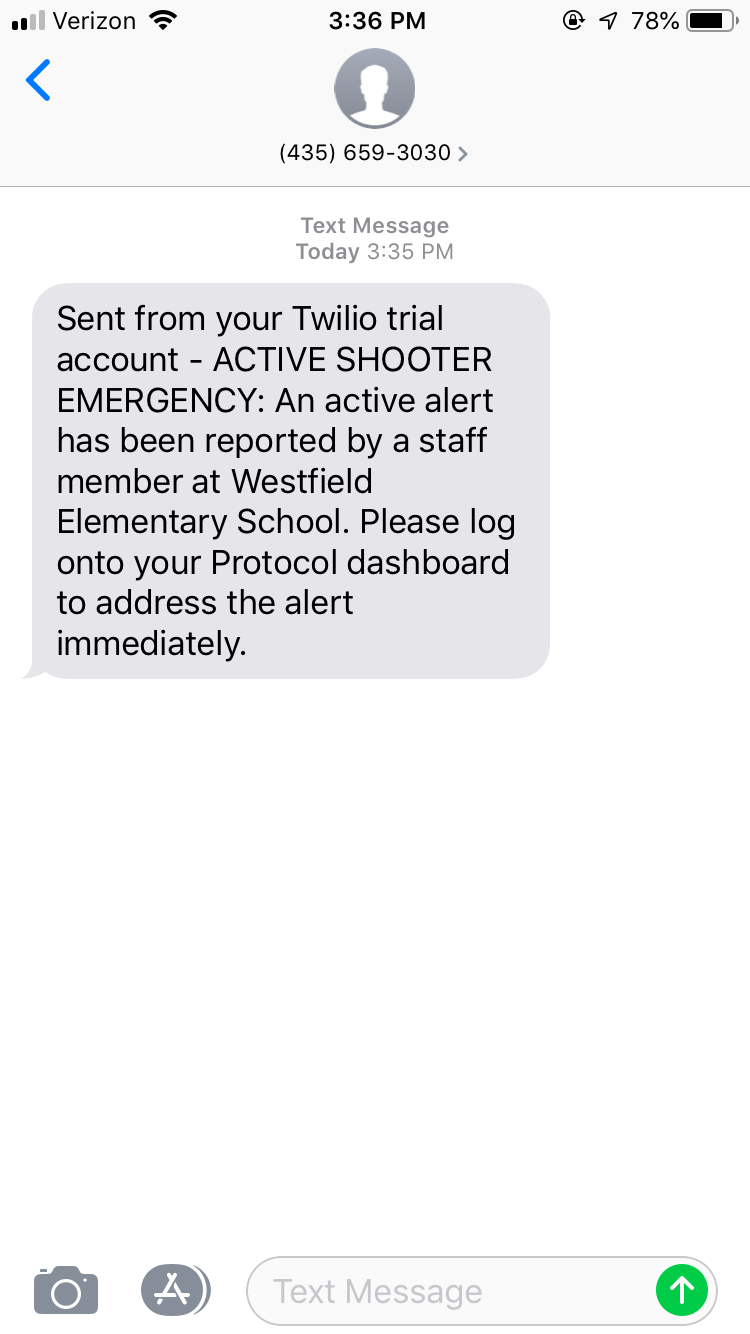 Verizon 3:36 PM 78%
(435) 659-3030
Text Message
Today 3:35 PM
Sent from your Twilio trial
account - ACTIVE SHOOTER
EMERGENCY: An active alert
has been reported by a staff
member at Westfield
Elementary School. Please log
onto your Protocol dashboard
to address the alert
immediately.
Text Message